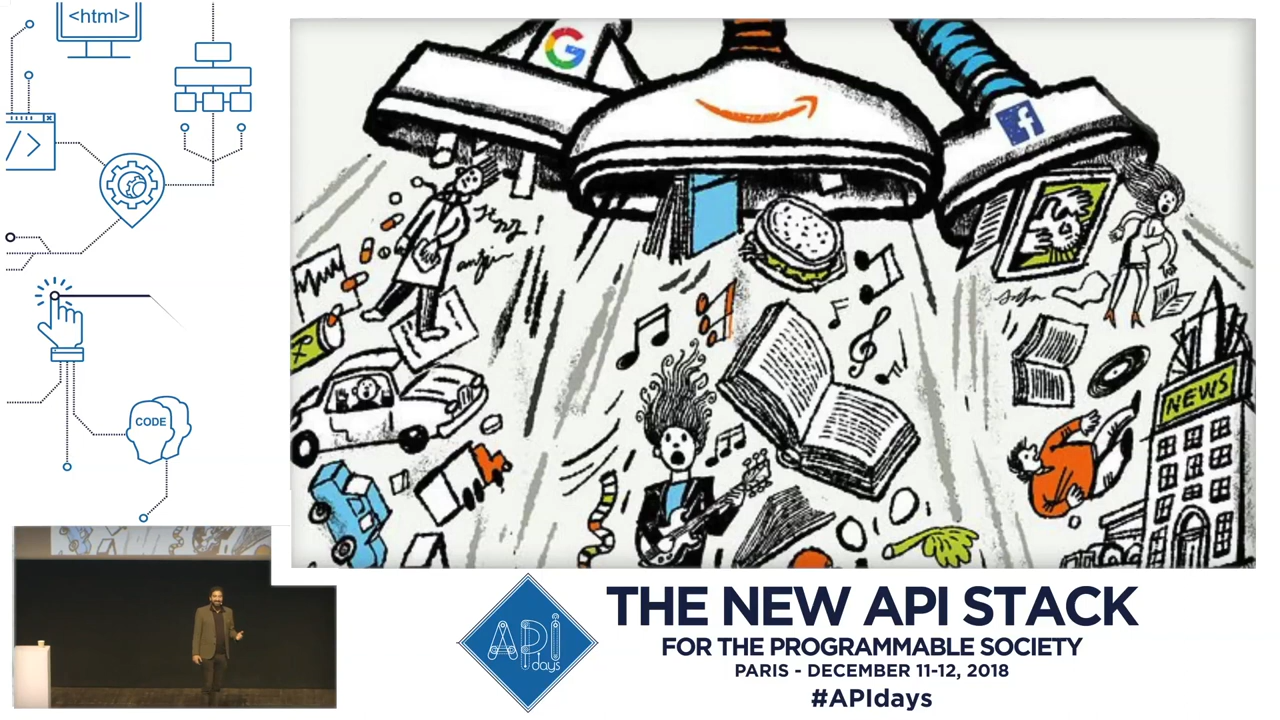 <html>
G
f
</>
CODE
NEWS
API
days
THE NEW API STACK
FOR THE PROGRAMMABLE SOCIETY
PARIS - DECEMBER 11-12, 2018
#APIdays